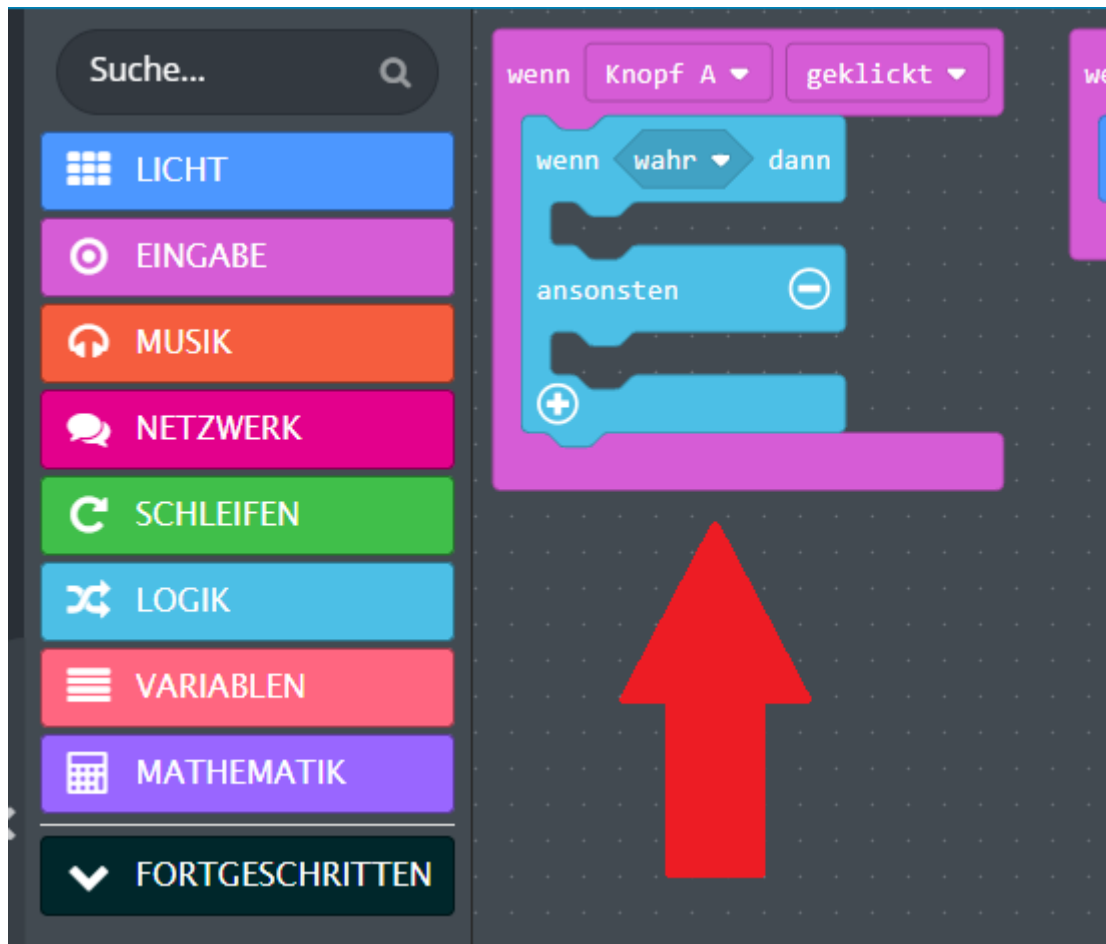 Suche...
LICHT
EINGABE
MUSIK
NETZWERK
SCHLEIFEN
LOGIK
VARIABLEN
MATHEMATIK
FORTGESCHRITTEN
wenn Knopf A geklickt
wenn wahr dann
ansonsten